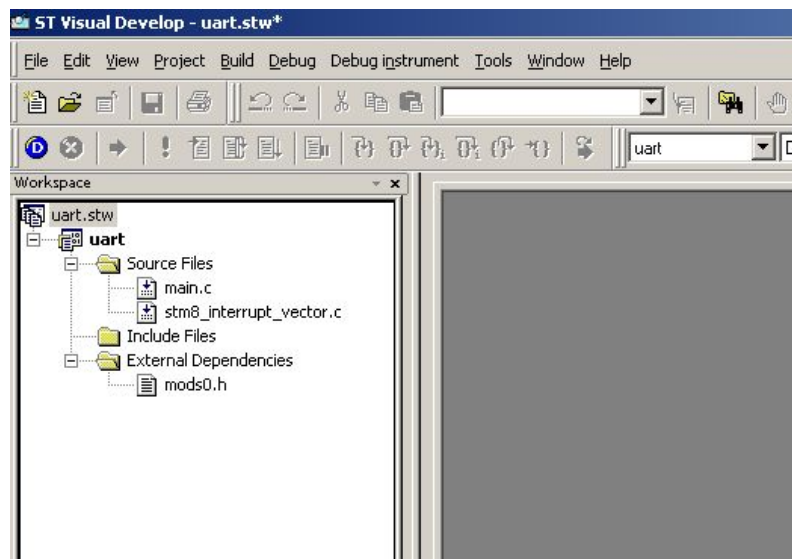 ST Visual Develop - uart.stw*
File Edit View Project Build Debug Debug instrument Tools Window Help
uart
D
Workspace
uart.stw
uart
Source Files
main.c
stm8_interrupt_vector.c
Include Files
External Dependencies
mods0.h